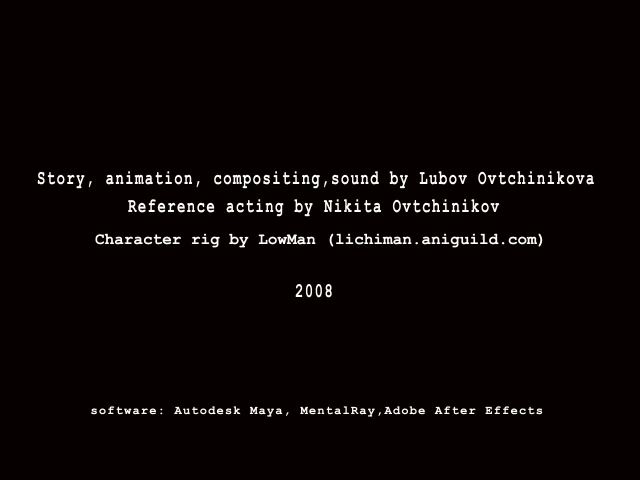 Story, animation, compositing,sound by Lubov Ovtchinikova
Reference acting by Nikita Ovtchinikov
Character rig by LowMan (lichiman.aniguild.com)
2008
software: Autodesk Maya, MentalRay,Adobe After Effects